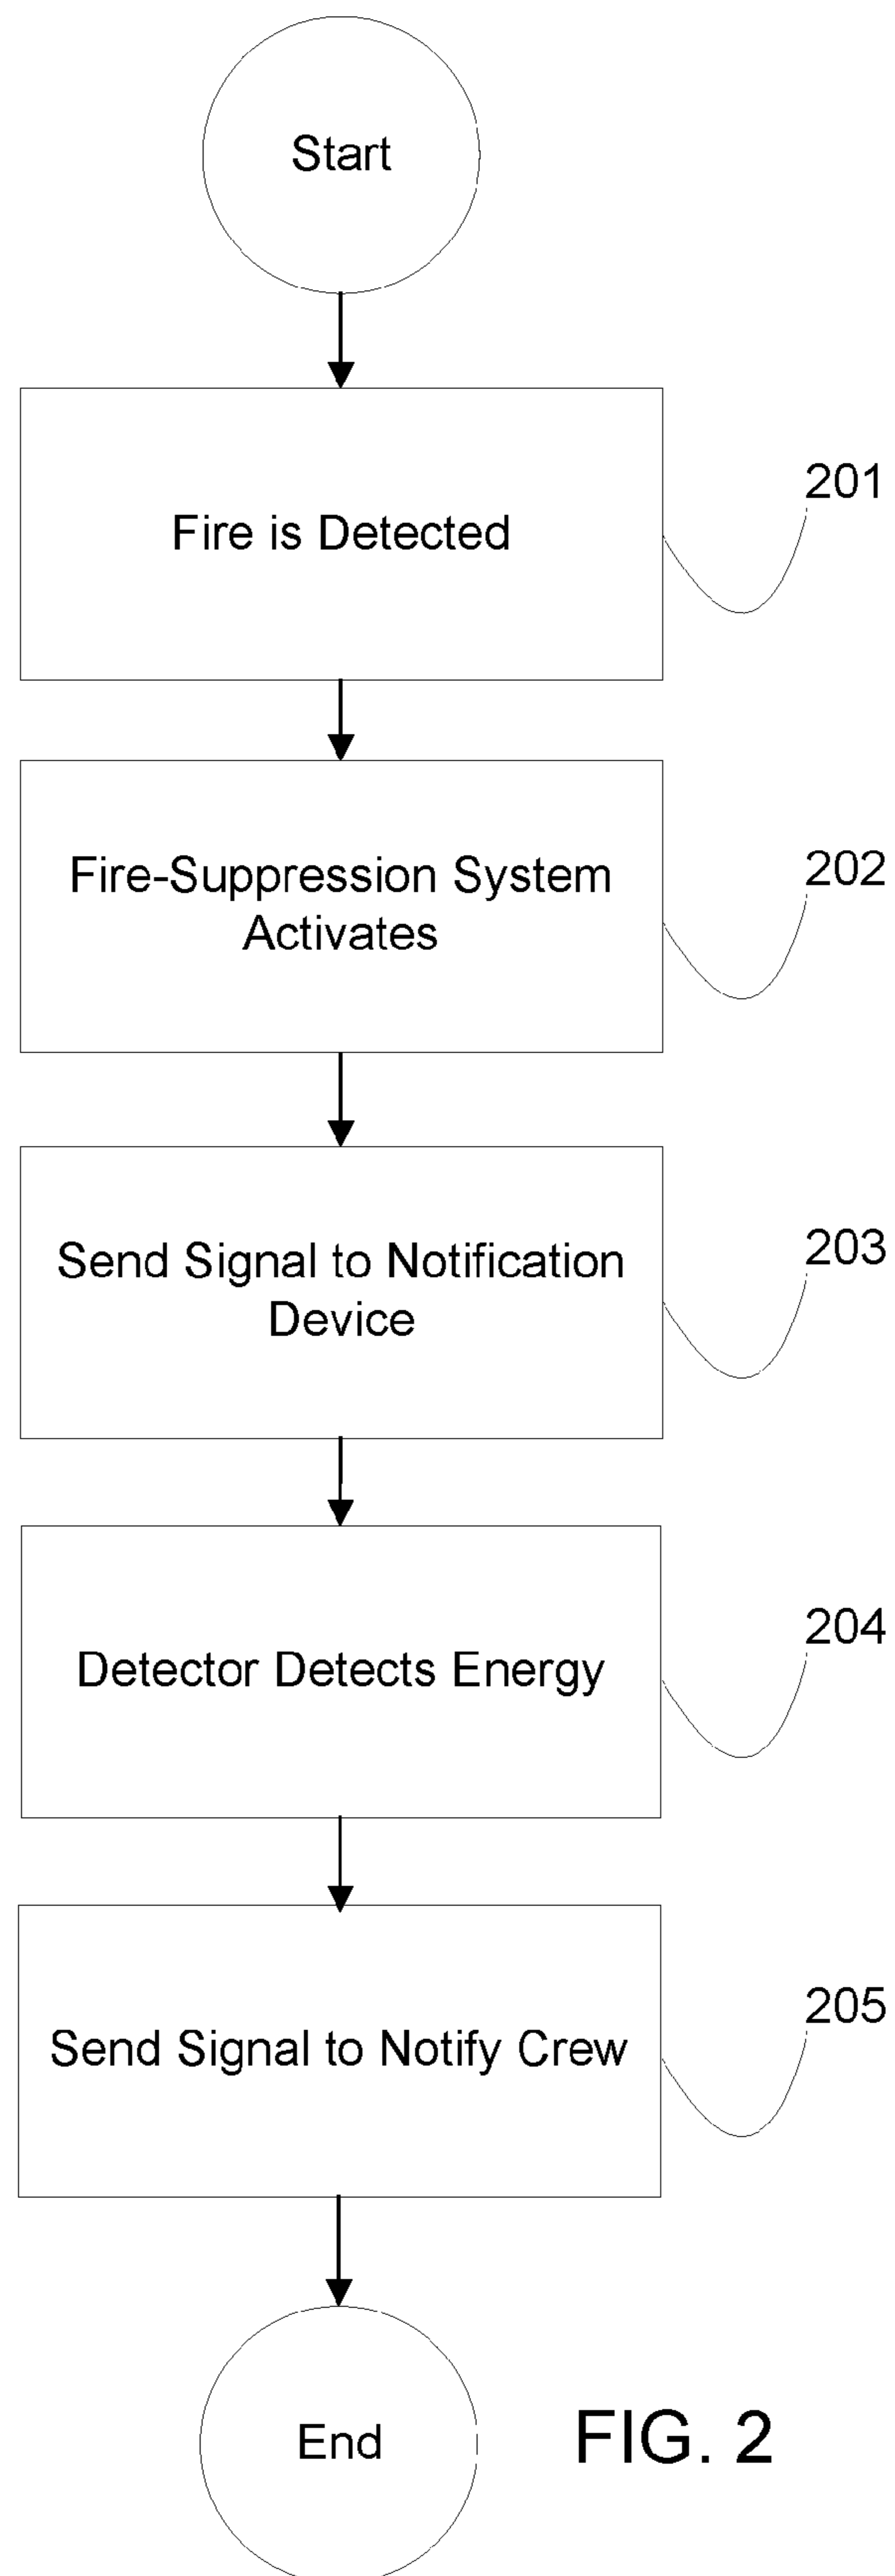 Start
201
Fire is Detected
202
Fire-Suppression System
Activates
203
Send Signal to Notification
Device
204
Detector Detects Energy
205
Send Signal to Notify Crew
End
FIG. 2